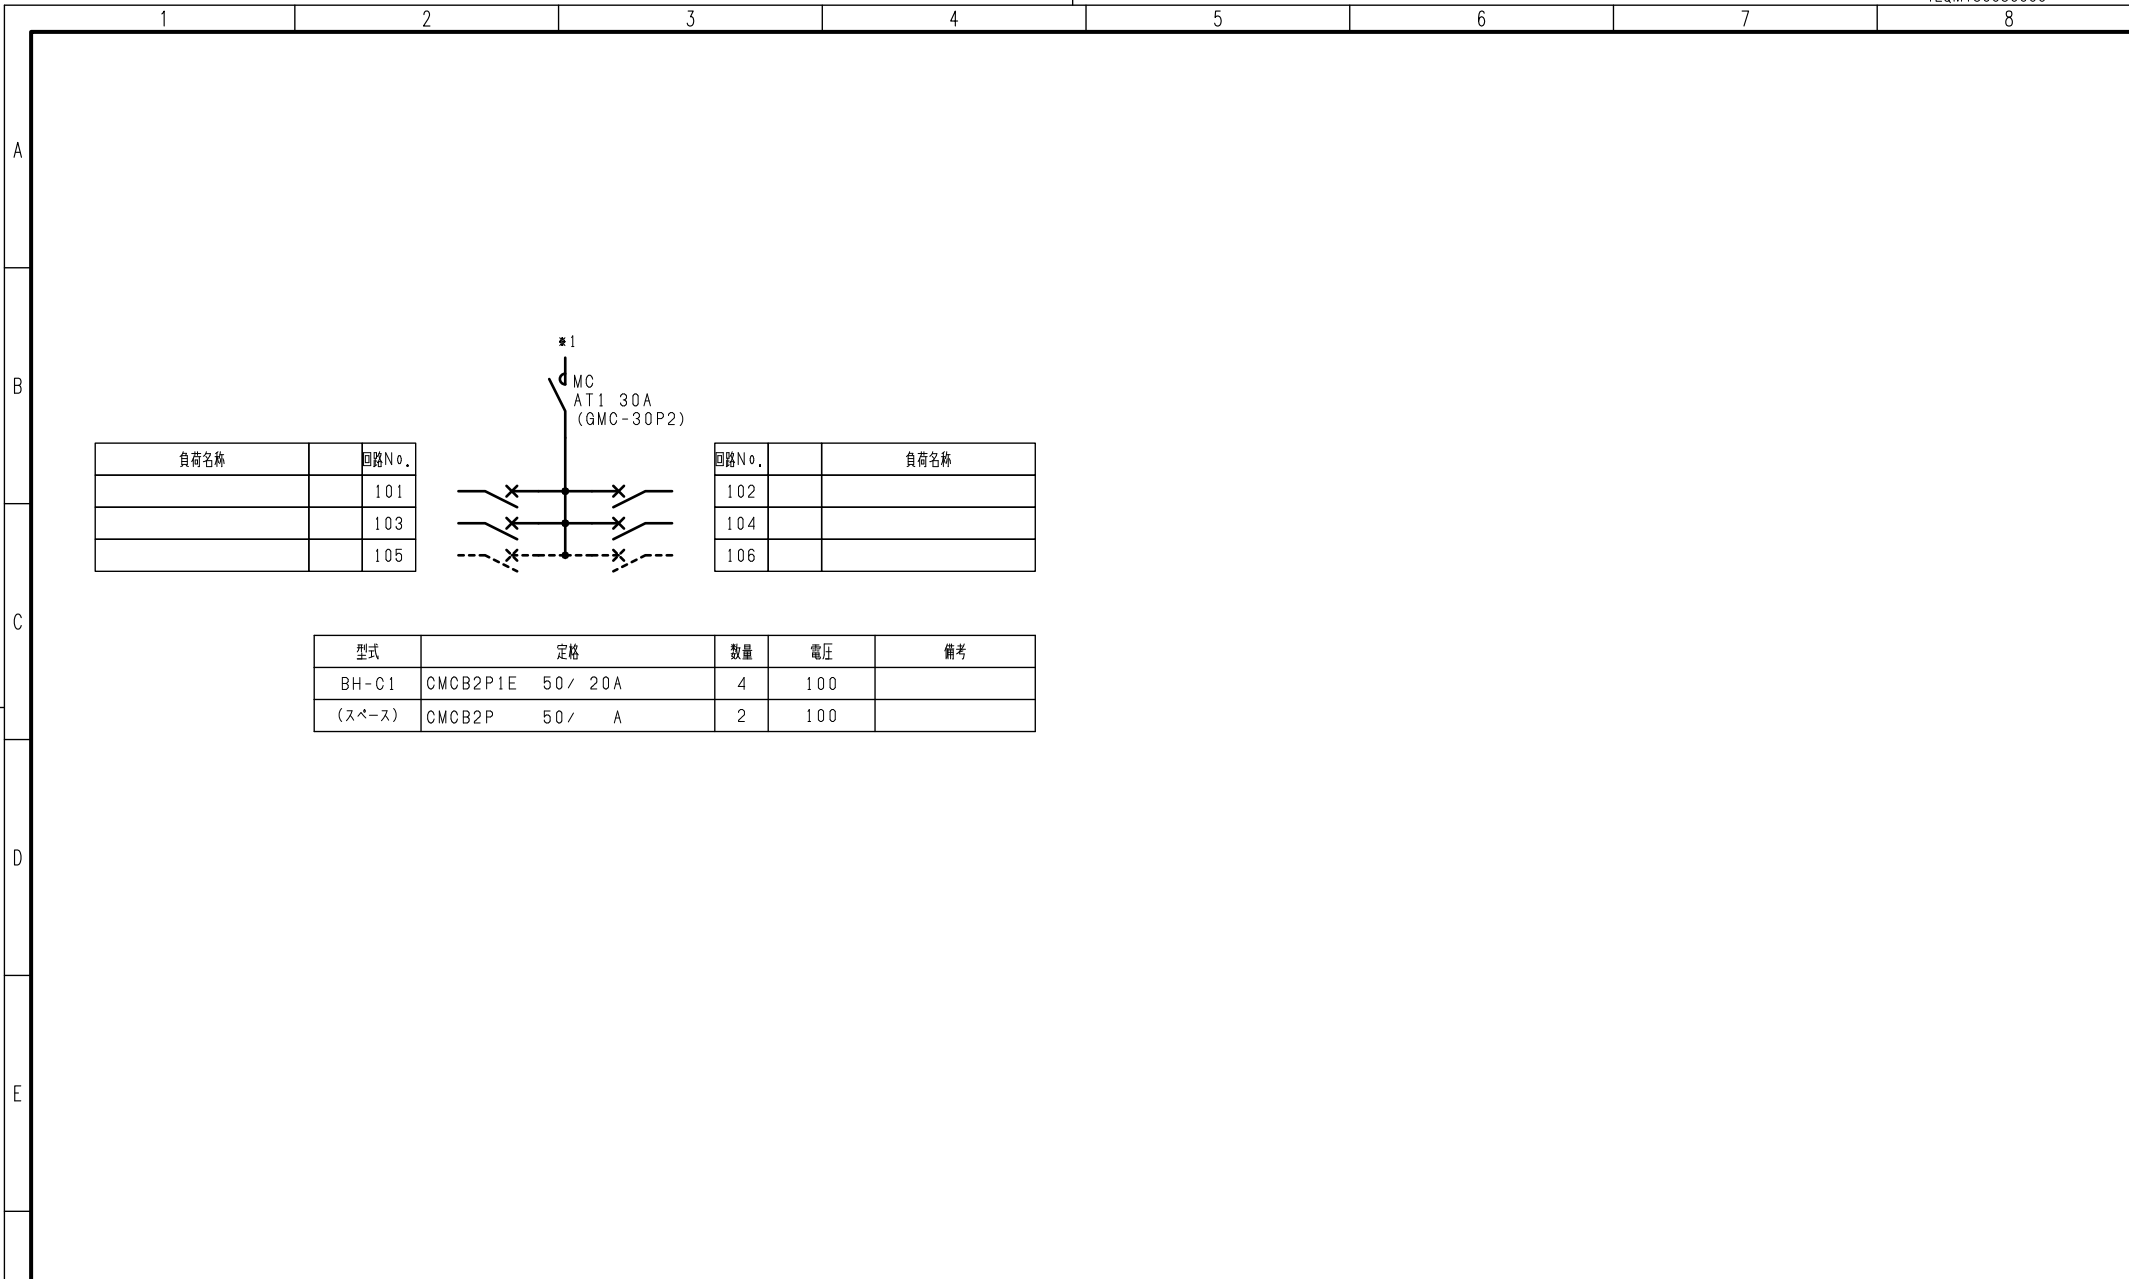 1 2 3 4 5 6 7 8
A
B
C
D
E
*1
MC
AT1 30A
(GMC-30P2)
負荷名称 回路No.
101
103
105
回路No. 負荷名称
102
104
106
型式 定格 数量 電圧 備考
BH-C1 CMCB2P1E 50/ 20A 4 100
(スペース) CMCB2P 50/ A 2 100